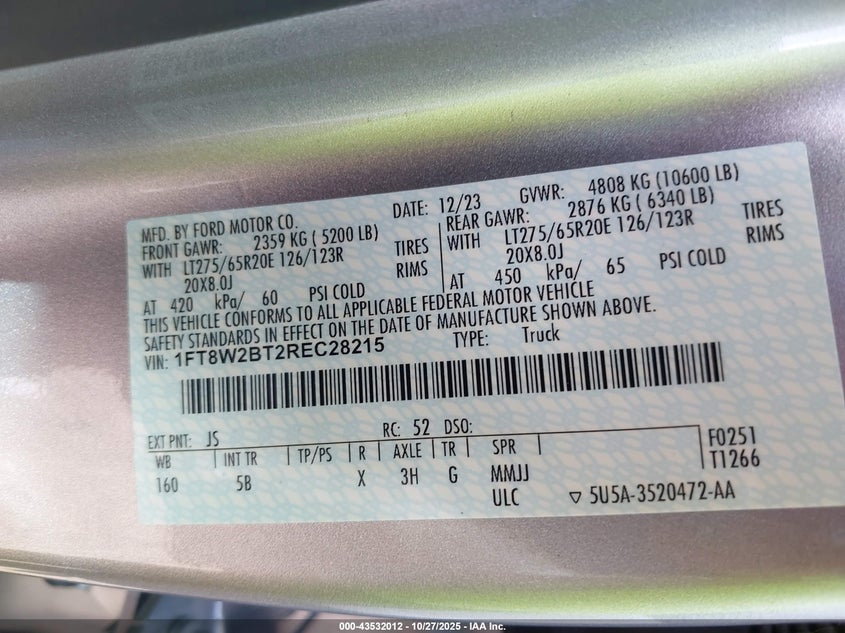 MFD. BY FORD MOTOR CO.
DATE: 12/23 GVWR: 4808 KG (10600 LB)
FRONT GAWR: 2359 KG ( 5200 LB)
WITH LT275/65R20E 126/123R TIRES
20X8.0J RIMS
AT 420 kPa/ 60 PSI COLD
REAR GAWR: 2876 KG ( 6340 LB)
WITH LT275/65R20E 126/123R TIRES
20X8.0J RIMS
AT 450 kPa/ 65 PSI COLD
THIS VEHICLE CONFORMS TO ALL APPLICABLE FEDERAL MOTOR VEHICLE
SAFETY STANDARDS IN EFFECT ON THE DATE OF MANUFACTURE SHOWN ABOVE.
VIN: 1FT8W2BT2REC28215 TYPE: Truck
EXT PNT: JS RC: 52 DSO:
WB INT TR TP/PS R AXLE TR SPR
160 5B X 3H G MMJJ
ULC
F0251
T1266
▽ 5U5A-3520472-AA
000-43532012 - 10/27/2025 - IAA Inc.